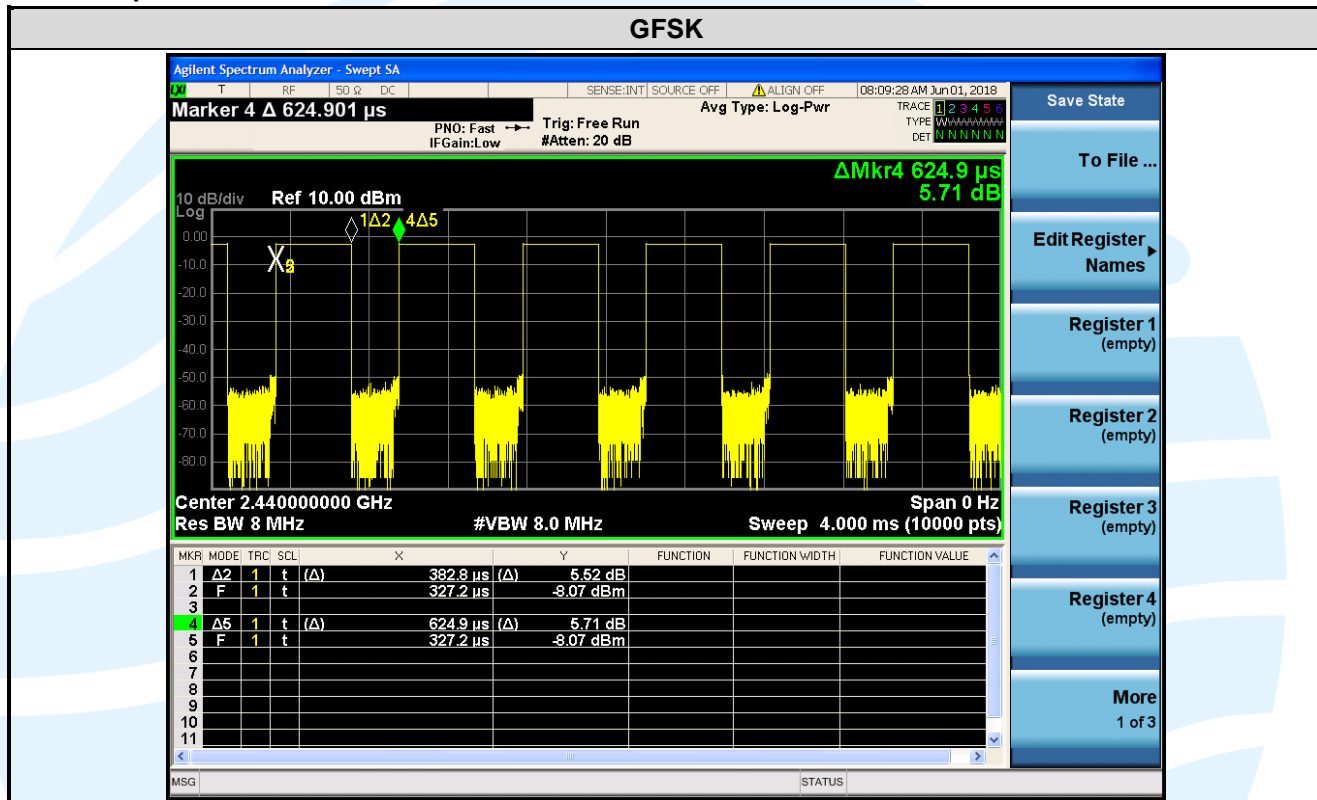 GFSK
Agilent Spectrum Analyzer - Swept SA
LXI T RF 50 Ω DC SENSE:INT SOURCE OFF ⚠ ALIGN OFF 08:09:28 AM Jun 01, 2018
Marker 4 Δ 624.901 µs
PNO: Fast
IFGain:Low
Trig: Free Run
#Atten: 20 dB
Avg Type: Log-Pwr
TRACE 1 2 3 4 5 6
TYPE WWWWWWW
DET N N N N N N
ΔMkr4 624.9 µs
5.71 dB
10 dB/div Ref 10.00 dBm
Log
1Δ2 4Δ5
0.00
-10.0
-20.0
-30.0
-40.0
-50.0
-60.0
-70.0
-80.0
Center 2.440000000 GHz Span 0 Hz
Res BW 8 MHz #VBW 8.0 MHz Sweep 4.000 ms (10000 pts)
MKR MODE TRC SCL X Y FUNCTION FUNCTION WIDTH FUNCTION VALUE
1 Δ2 1 t (Δ) 382.8 µs (Δ) 5.52 dB
2 F 1 t 327.2 µs -8.07 dBm
3
4 Δ5 1 t (Δ) 624.9 µs (Δ) 5.71 dB
5 F 1 t 327.2 µs -8.07 dBm
6
7
8
9
10
11
MSG STATUS
Save State
To File ...
Edit Register
Names
Register 1
(empty)
Register 2
(empty)
Register 3
(empty)
Register 4
(empty)
More
1 of 3